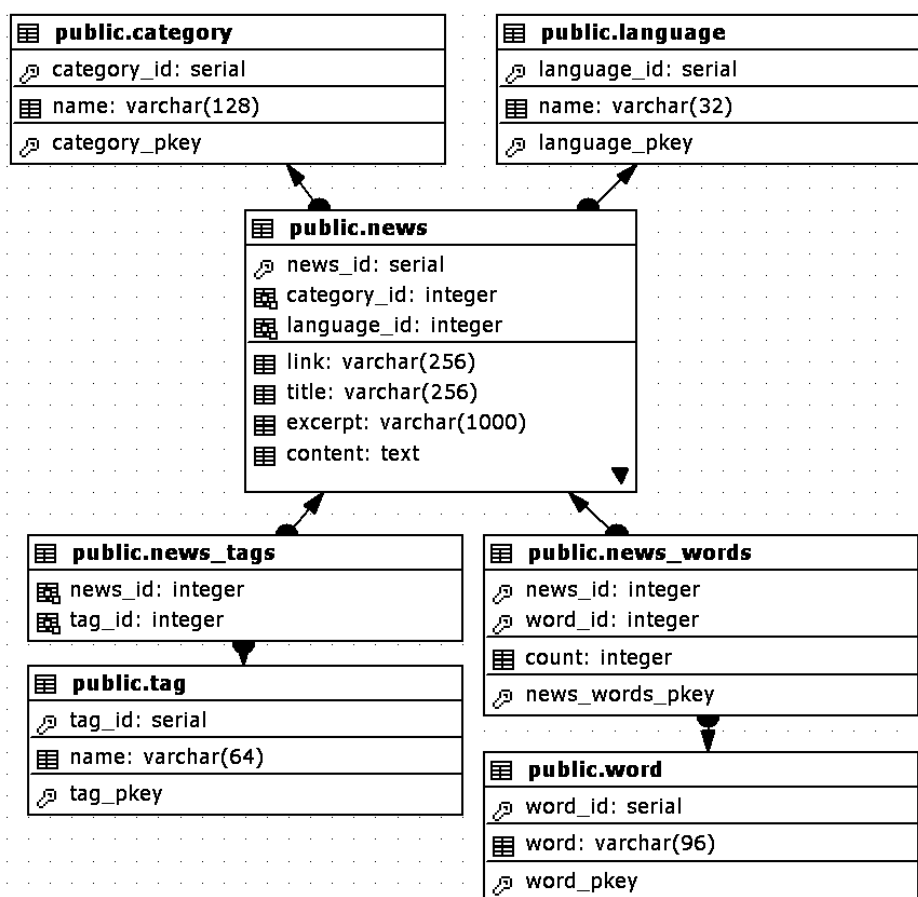 public.category
category_id: serial
name: varchar(128)
category_pkey
public.language
language_id: serial
name: varchar(32)
language_pkey
public.news
news_id: serial
category_id: integer
language_id: integer
link: varchar(256)
title: varchar(256)
excerpt: varchar(1000)
content: text
public.news_tags
news_id: integer
tag_id: integer
public.tag
tag_id: serial
name: varchar(64)
tag_pkey
public.news_words
news_id: integer
word_id: integer
count: integer
news_words_pkey
public.word
word_id: serial
word: varchar(96)
word_pkey